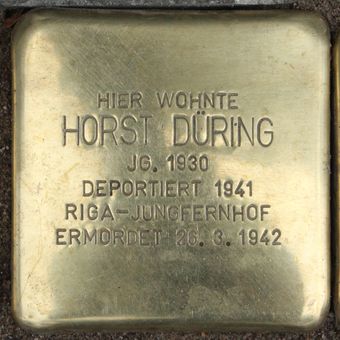 HIER WOHNTE
HORST DÜRING
JG. 1930
DEPORTIERT 1941
RIGA-JUNGFERNHOF
ERMORDET 26. 3. 1942